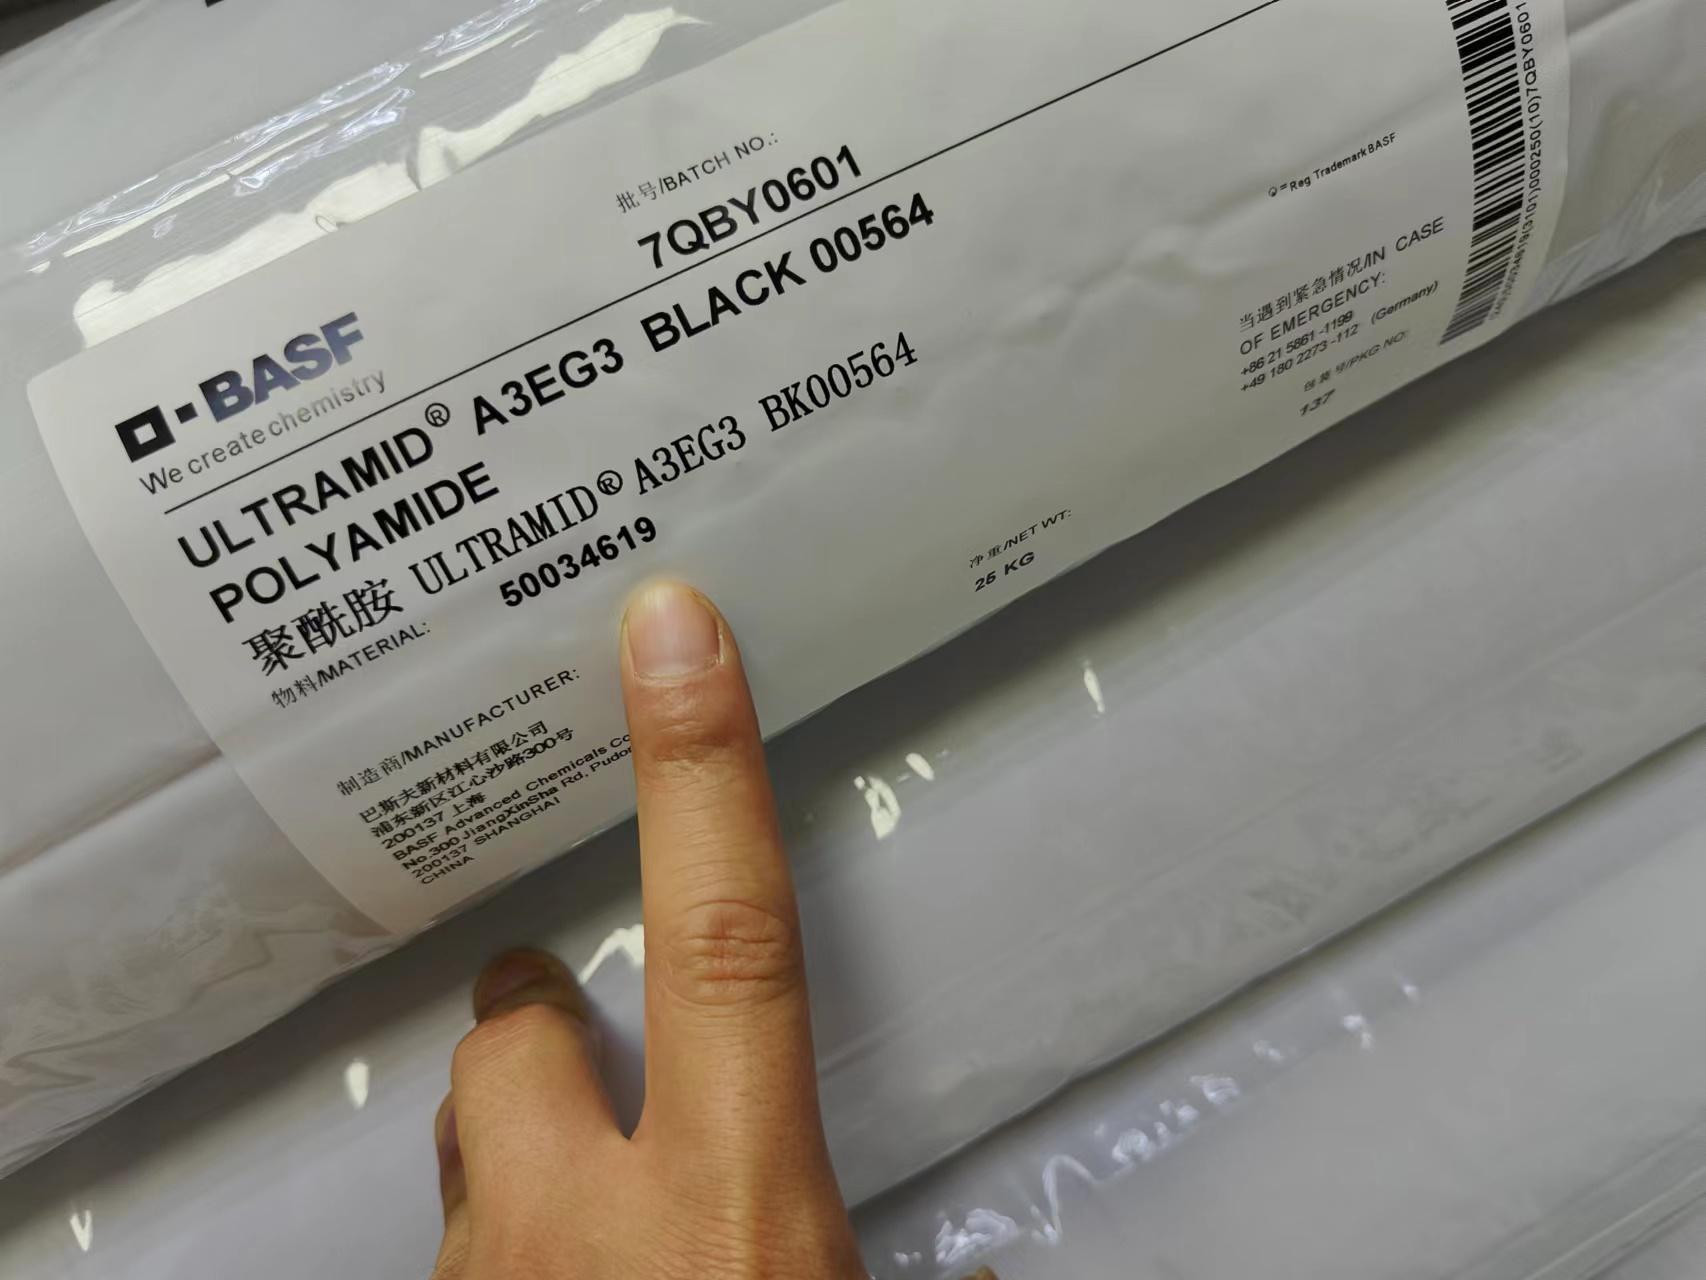 批号/BATCH NO.:
7QBY0601
BASF
We create chemistry
ULTRAMID® A3EG3 BLACK 00564
POLYAMIDE
聚酰胺 ULTRAMID® A3EG3 BK00564
物料/MATERIAL:
50034619
制造商/MANUFACTURER:
巴斯夫新材料有限公司
浦东新区江心沙路300号
200137 上海
BASF Advanced Chemicals Co
No.300 JiangXinSha Rd, Pudon
200137 SHANGHAI
CHINA
净重/NET WT:
25 KG
®=Reg Trademark BASF
当遇到紧急情况/IN CASE
OF EMERGENCY:
+86 21 5861-1199
+49 180 2273-112 (Germany)
包装号/PKG NO:
137